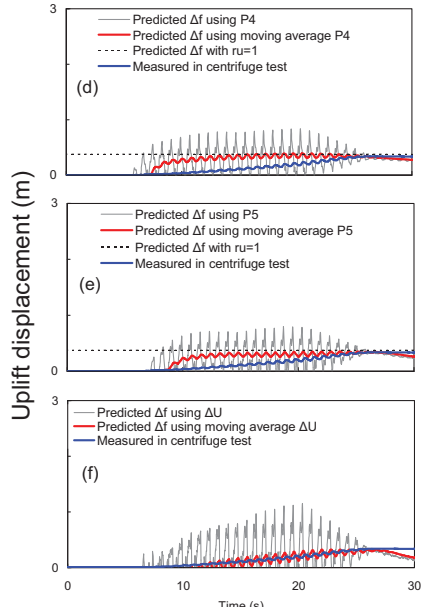 3
Predicted Δf using P4
Predicted Δf using moving average P4
Predicted Δf with ru=1
Measured in centrifuge test
(d)
0
3
Predicted Δf using P5
Predicted Δf using moving average P5
Predicted Δf with ru=1
Measured in centrifuge test
(e)
0
Uplift displacement (m)
3
Predicted Δf using ΔU
Predicted Δf using moving average ΔU
Measured in centrifuge test
(f)
0
0 10 20 30
Time (s)